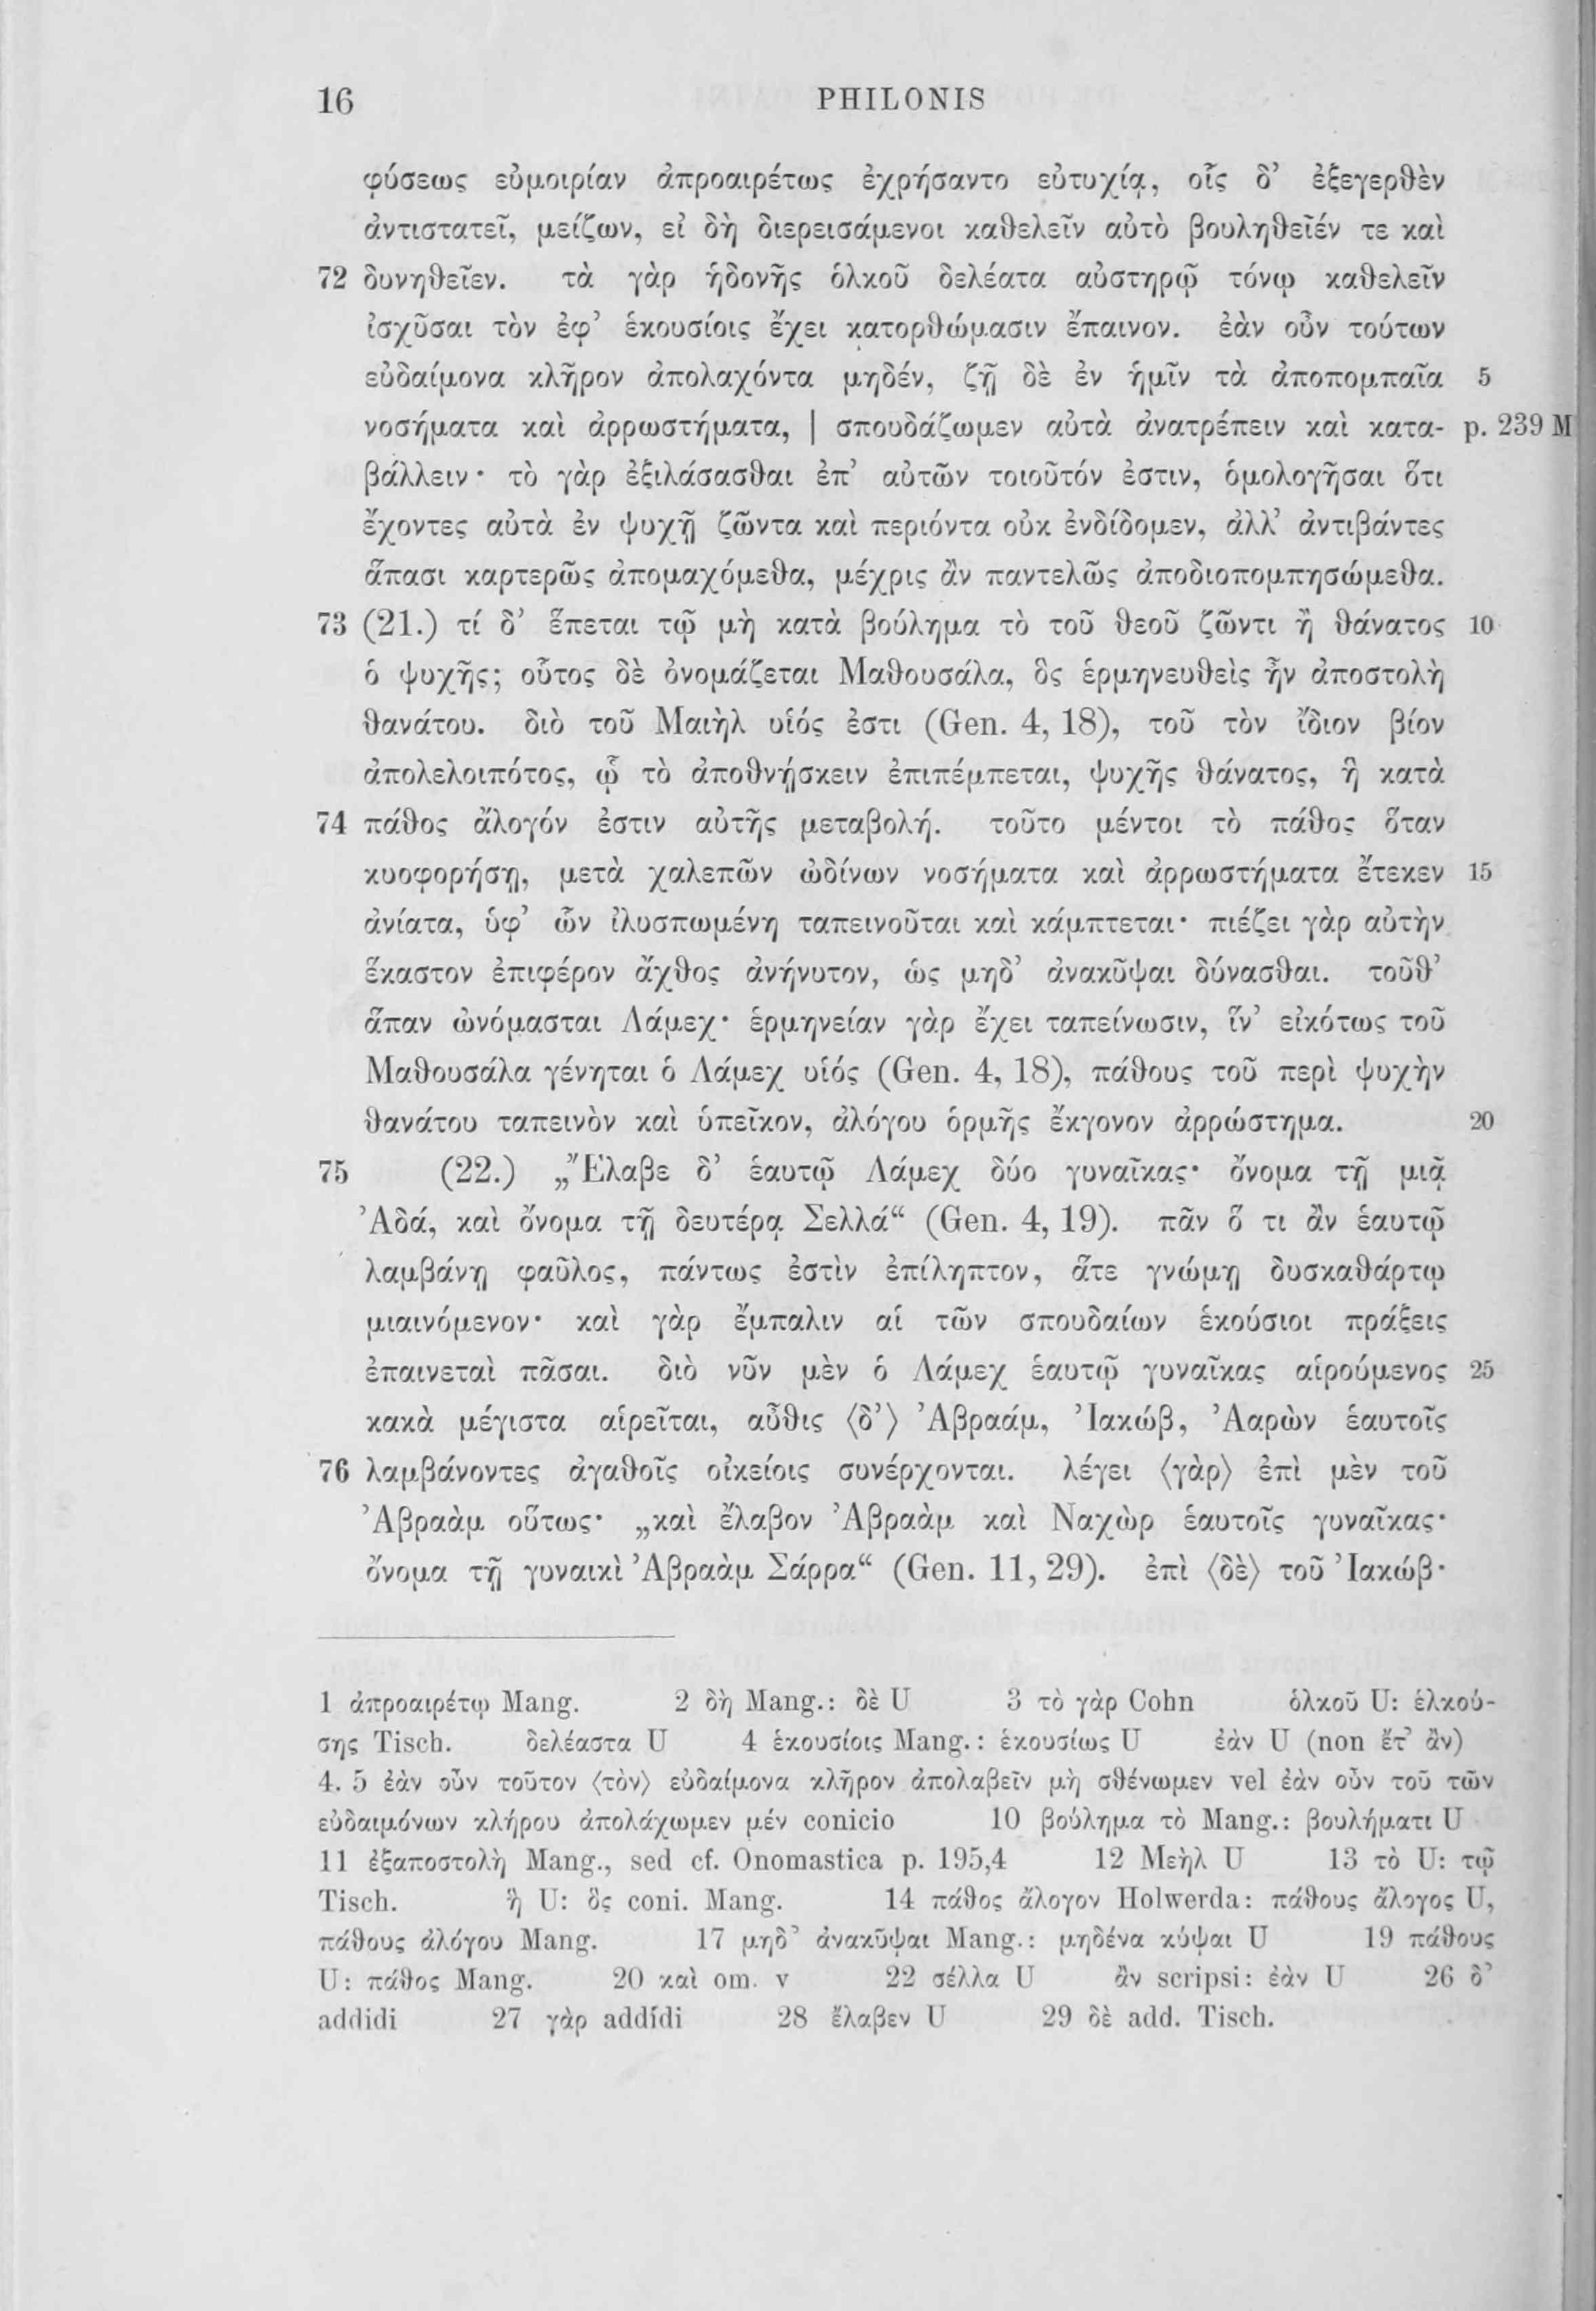 16 PHILONIS
φύσεως εὐμοιρίαν ἀπροαιρέτως ἐχρήσαντο εὐτυχίᾳ, οἷς δ’ ἐξεγερθὲν
ἀντιστατεῖ, μείζων, εἰ δὴ διερεισάμενοι καθελεῖν αὐτὸ βουληθεῖέν τε καὶ
72 δυνηθεῖεν. τὰ γὰρ ἡδονῆς ὁλκοῦ δελέατα αὐστηρῷ τόνῳ καθελεῖν
ἰσχῦσαι τὸν ἐφ’ ἑκουσίοις ἔχει κατορθώμασιν ἔπαινον. ἐὰν οὖν τούτων
εὐδαίμονα κλῆρον ἀπολαχόντα μηδέν, ζῇ δὲ ἐν ἡμῖν τὰ ἀποπομπαῖα 5
νοσήματα καὶ ἀρρωστήματα, | σπουδάζωμεν αὐτὰ ἀνατρέπειν καὶ κατα- p. 239 M
βάλλειν· τὸ γὰρ ἐξιλάσασθαι ἐπ’ αὐτῶν τοιοῦτόν ἐστιν, ὁμολογῆσαι ὅτι
ἔχοντες αὐτὰ ἐν ψυχῇ ζῶντα καὶ περιόντα οὐκ ἐνδίδομεν, ἀλλ’ ἀντιβάντες
ἅπασι καρτερῶς ἀπομαχόμεθα, μέχρις ἂν παντελῶς ἀποδιοπομπησώμεθα.
73 (21.) τί δ’ ἕπεται τῷ μὴ κατὰ βούλημα τὸ τοῦ θεοῦ ζῶντι ἢ θάνατος 10
ὁ ψυχῆς; οὗτος δὲ ὀνομάζεται Μαθουσάλα, ὃς ἑρμηνευθεὶς ἦν ἀποστολὴ
θανάτου. διὸ τοῦ Μαιὴλ υἱός ἐστι (Gen. 4, 18), τοῦ τὸν ἴδιον βίον
ἀπολελοιπότος, ᾧ τὸ ἀποθνῄσκειν ἐπιπέμπεται, ψυχῆς θάνατος, ἣ κατὰ
74 πάθος ἄλογόν ἐστιν αὐτῆς μεταβολή. τοῦτο μέντοι τὸ πάθος ὅταν
κυοφορήσῃ, μετὰ χαλεπῶν ὠδίνων νοσήματα καὶ ἀρρωστήματα ἔτεκεν 15
ἀνίατα, ὑφ’ ὧν ἰλυσπωμένη ταπεινοῦται καὶ κάμπτεται· πιέζει γὰρ αὐτὴν
ἕκαστον ἐπιφέρον ἄχθος ἀνήνυτον, ὡς μηδ’ ἀνακῦψαι δύνασθαι. τοῦθ’
ἅπαν ὠνόμασται Λάμεχ· ἑρμηνείαν γὰρ ἔχει ταπείνωσιν, ἵν’ εἰκότως τοῦ
Μαθουσάλα γένηται ὁ Λάμεχ υἱός (Gen. 4, 18), πάθους τοῦ περὶ ψυχὴν
θανάτου ταπεινὸν καὶ ὑπεῖκον, ἀλόγου ὁρμῆς ἔκγονον ἀρρώστημα. 20
75 (22.) „Ἔλαβε δ’ ἑαυτῷ Λάμεχ δύο γυναῖκας· ὄνομα τῇ μιᾷ
Ἀδά, καὶ ὄνομα τῇ δευτέρᾳ Σελλά“ (Gen. 4, 19). πᾶν ὅ τι ἂν ἑαυτῷ
λαμβάνῃ φαῦλος, πάντως ἐστὶν ἐπίληπτον, ἅτε γνώμῃ δυσκαθάρτῳ
μιαινόμενον· καὶ γὰρ ἔμπαλιν αἱ τῶν σπουδαίων ἑκούσιοι πράξεις
ἐπαινεταὶ πᾶσαι. διὸ νῦν μὲν ὁ Λάμεχ ἑαυτῷ γυναῖκας αἱρούμενος 25
κακὰ μέγιστα αἱρεῖται, αὖθις ⟨δ’⟩ Ἀβραάμ, Ἰακώβ, Ἀαρὼν ἑαυτοῖς
76 λαμβάνοντες ἀγαθοῖς οἰκείοις συνέρχονται. λέγει ⟨γὰρ⟩ ἐπὶ μὲν τοῦ
Ἀβραὰμ οὕτως· „καὶ ἔλαβον Ἀβραὰμ καὶ Ναχὼρ ἑαυτοῖς γυναῖκας·
ὄνομα τῇ γυναικὶ Ἀβραὰμ Σάρρα“ (Gen. 11, 29). ἐπὶ ⟨δὲ⟩ τοῦ Ἰακώβ·
1 ἀπροαιρέτῳ Mang. 2 δὴ Mang.: δὲ U 3 τὸ γὰρ Cohn ὁλκοῦ U: ἑλκού-
σης Tisch. δελέαστα U 4 ἑκουσίοις Mang.: ἑκουσίως U ἐὰν U (non ἔτ’ ἂν)
4. 5 ἐὰν οὖν τοῦτον ⟨τὸν⟩ εὐδαίμονα κλῆρον ἀπολαβεῖν μὴ σθένωμεν vel ἐὰν οὖν τοῦ τῶν
εὐδαιμόνων κλήρου ἀπολάχωμεν μέν conicio 10 βούλημα τὸ Mang.: βουλήματι U
11 ἐξαποστολὴ Mang., sed cf. Onomastica p. 195,4 12 Μεὴλ U 13 τὸ U: τῷ
Tisch. ἣ U: ὃς coni. Mang. 14 πάθος ἄλογον Holwerda: πάθους ἄλογος U,
πάθους ἀλόγου Mang. 17 μηδ’ ἀνακῦψαι Mang.: μηδένα κύψαι U 19 πάθους
U: πάθος Mang. 20 καὶ om. v 22 σέλλα U ἂν scripsi: ἐὰν U 26 δ’
addidi 27 γὰρ addidi 28 ἔλαβεν U 29 δὲ add. Tisch.